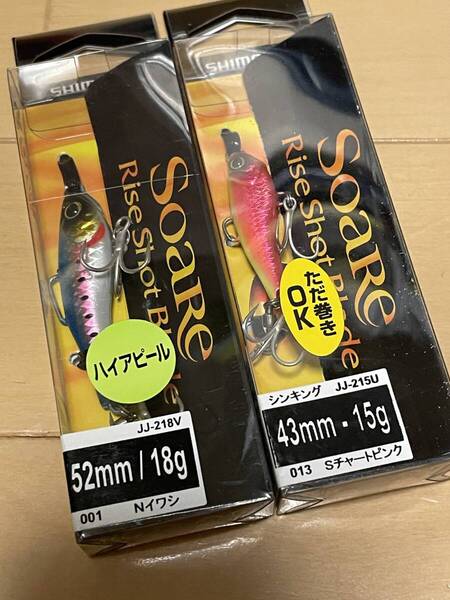 SHIMANO
Soare
Rise Shot Blade
ハイアピール
JJ-218V
52mm / 18g
001 Nイワシ
SHIMANO
Soare
Rise Shot Blade
ただ巻き
OK
シンキング JJ-215U
43mm - 15g
013 Sチャートピンク